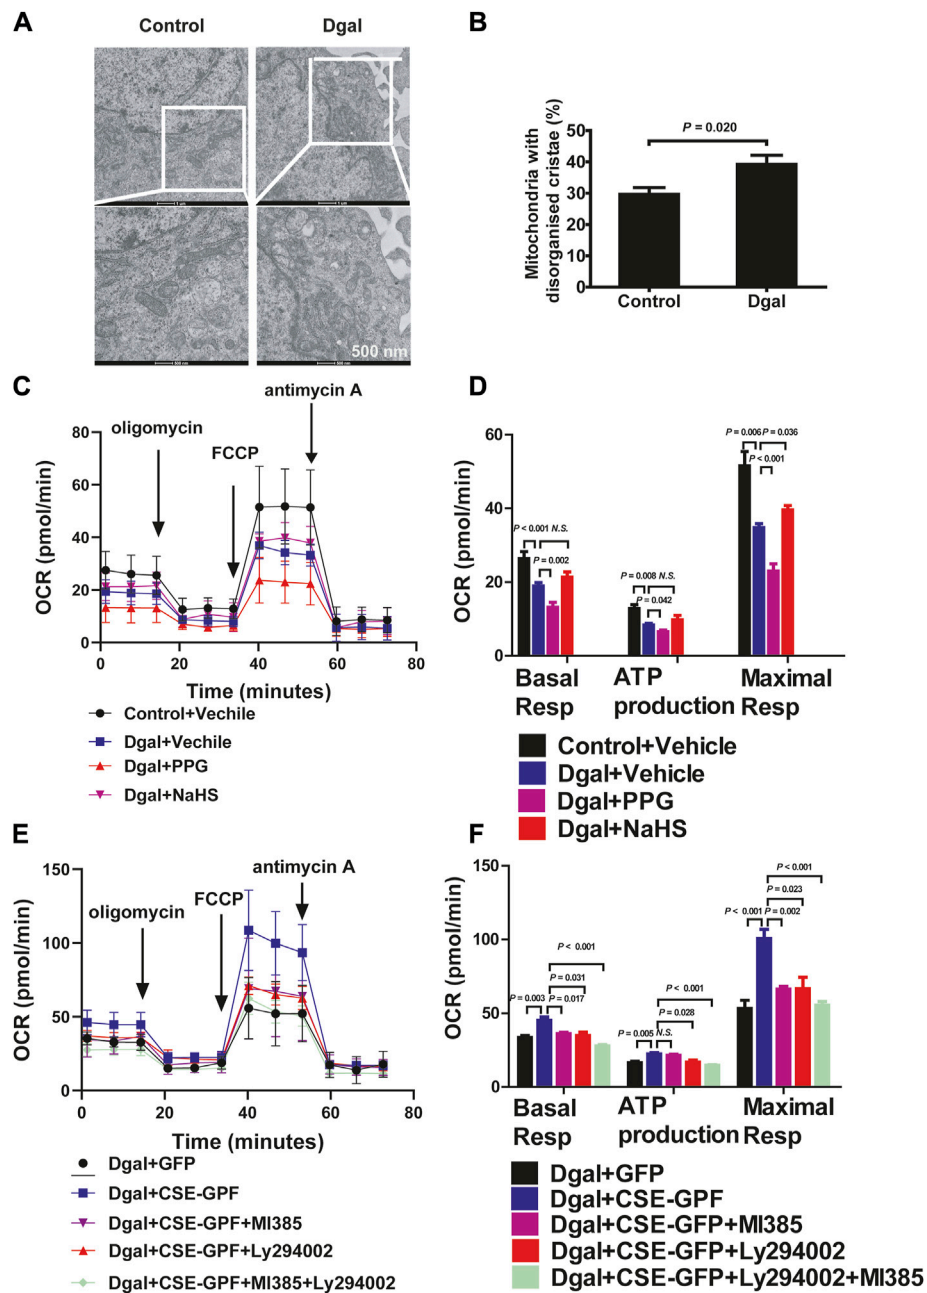 A
Control
Dgal
1 μm
1 μm
500 nm
500 nm
500 nm
B
Mitochondria with
disorganised cristae (%)
50
40
30
20
10
0
P = 0.020
Control
Dgal
C
OCR (pmol/min)
80
60
40
20
0
oligomycin
FCCP
antimycin A
0
20
40
60
80
Time (minutes)
Control+Vechile
Dgal+Vechile
Dgal+PPG
Dgal+NaHS
D
OCR (pmol/min)
60
40
20
0
P < 0.001 N.S.
P = 0.002
P = 0.008 N.S.
P = 0.042
P = 0.006 P = 0.036
P < 0.001
Basal
Resp
ATP
production
Maximal
Resp
Control+Vehicle
Dgal+Vehicle
Dgal+PPG
Dgal+NaHS
E
OCR (pmol/min)
150
100
50
0
oligomycin
FCCP
antimycin A
0
20
40
60
80
Time (minutes)
Dgal+GFP
Dgal+CSE-GPF
Dgal+CSE-GPF+MI385
Dgal+CSE-GPF+Ly294002
Dgal+CSE-GPF+MI385+Ly294002
F
OCR (pmol/min)
150
100
50
0
P < 0.001
P = 0.031
P = 0.003 P = 0.017
P < 0.001
P = 0.028
P = 0.005 N.S.
P < 0.001
P = 0.023
P < 0.001 P = 0.002
Basal
Resp
ATP
production
Maximal
Resp
Dgal+GFP
Dgal+CSE-GPF
Dgal+CSE-GFP+MI385
Dgal+CSE-GFP+Ly294002
Dgal+CSE-GFP+Ly294002+MI385